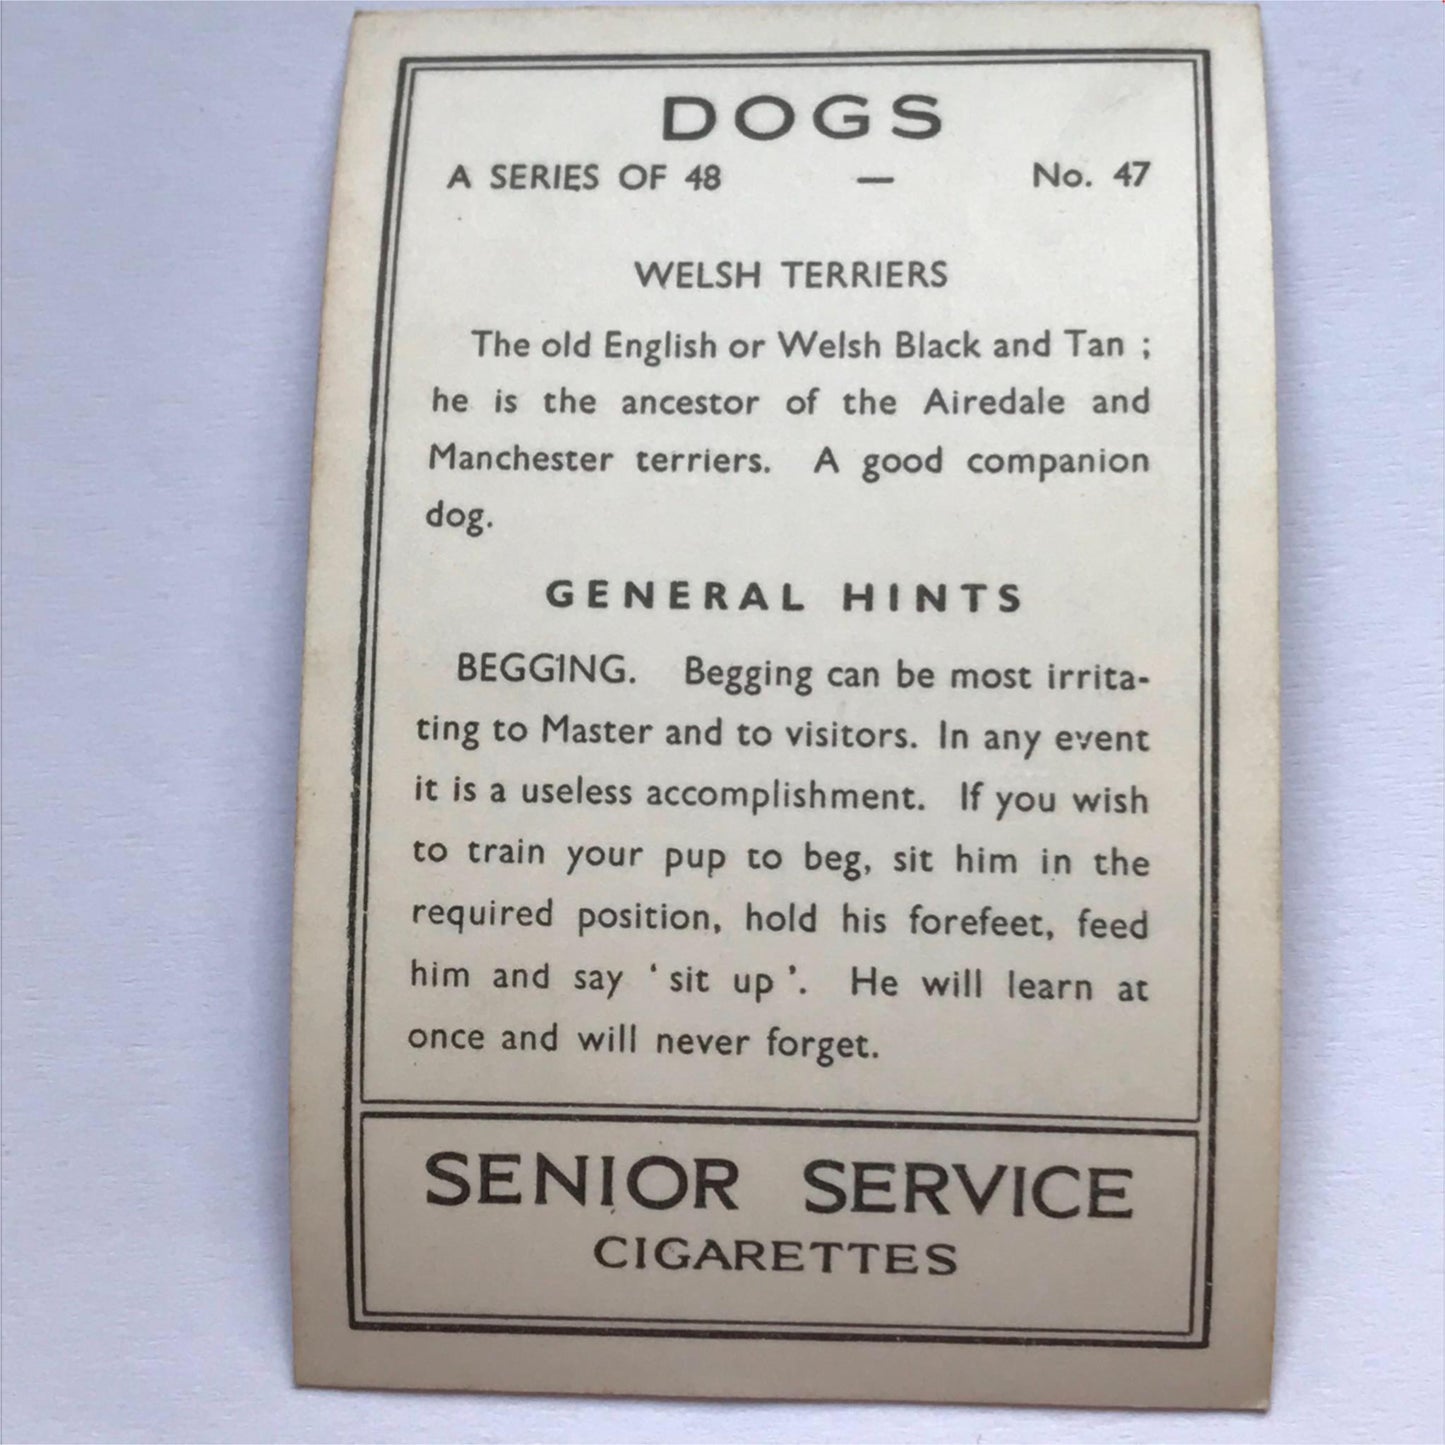 DOGS
A SERIES OF 48 — No. 47
WELSH TERRIERS
The old English or Welsh Black and Tan ;
he is the ancestor of the Airedale and
Manchester terriers. A good companion
dog.
GENERAL HINTS
BEGGING. Begging can be most irrita-
ting to Master and to visitors. In any event
it is a useless accomplishment. If you wish
to train your pup to beg, sit him in the
required position, hold his forefeet, feed
him and say ‘ sit up ’. He will learn at
once and will never forget.
SENIOR SERVICE
CIGARETTES